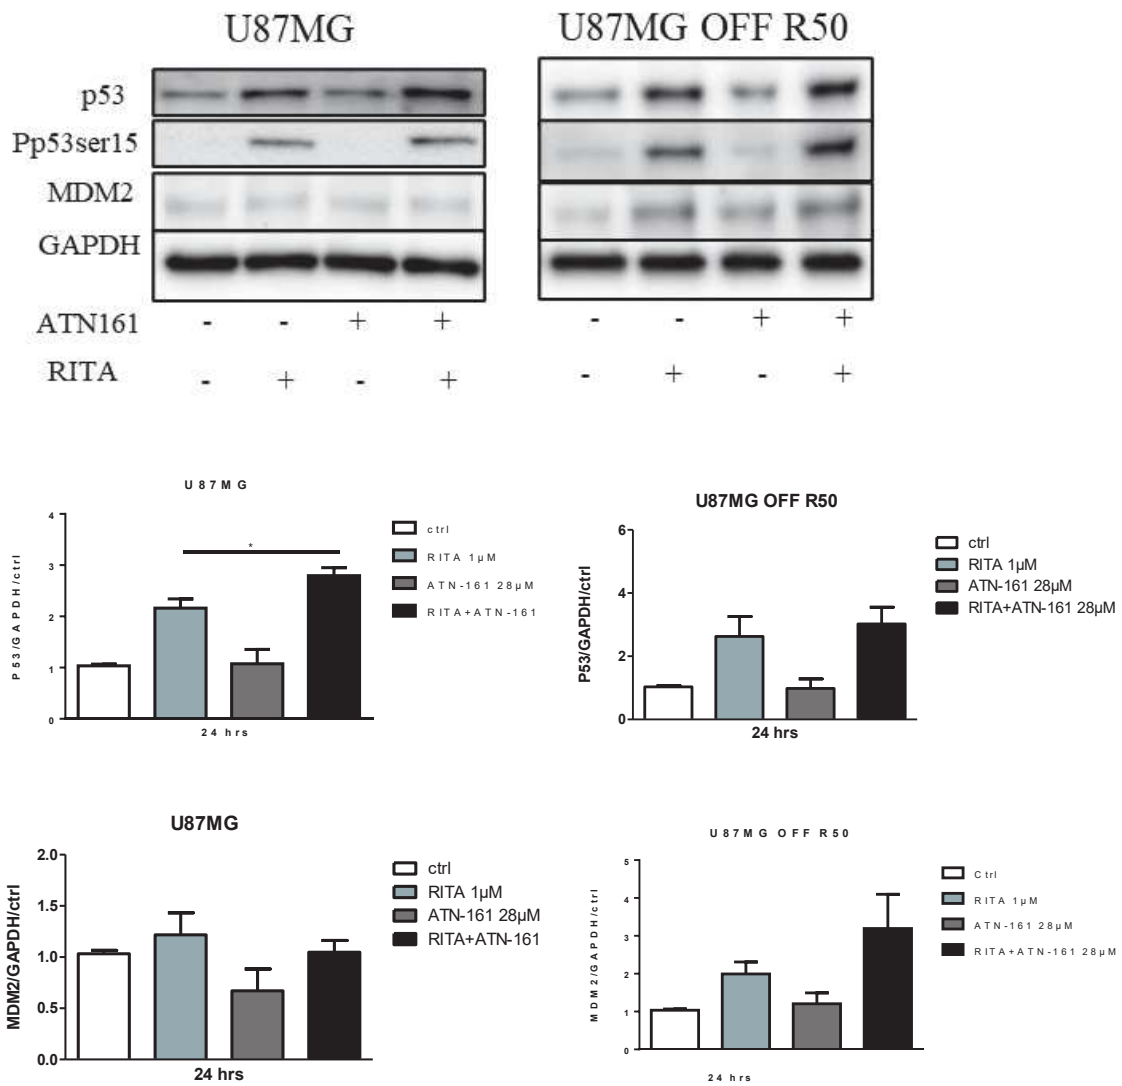 U87MG
U87MG OFF R50
p53
Pp53ser15
MDM2
GAPDH
ATN161 - - + + - - + +
RITA - + - + - + - +
U87MG
4
3
2
1
0
P53/GAPDH/ctrl
*
24 hrs
ctrl
RITA 1µM
ATN-161 28µM
RITA+ATN-161
U87MG OFF R50
6
4
2
0
P53/GAPDH/ctrl
24 hrs
ctrl
RITA 1µM
ATN-161 28µM
RITA+ATN-161 28µM
U87MG
2.0
1.5
1.0
0.5
0.0
MDM2/GAPDH/ctrl
24 hrs
ctrl
RITA 1µM
ATN-161 28µM
RITA+ATN-161
U87MG OFF R50
5
4
3
2
1
0
MDM2/GAPDH/ctrl
24 hrs
Ctrl
RITA 1µM
ATN-161 28µM
RITA+ATN-161 28µM